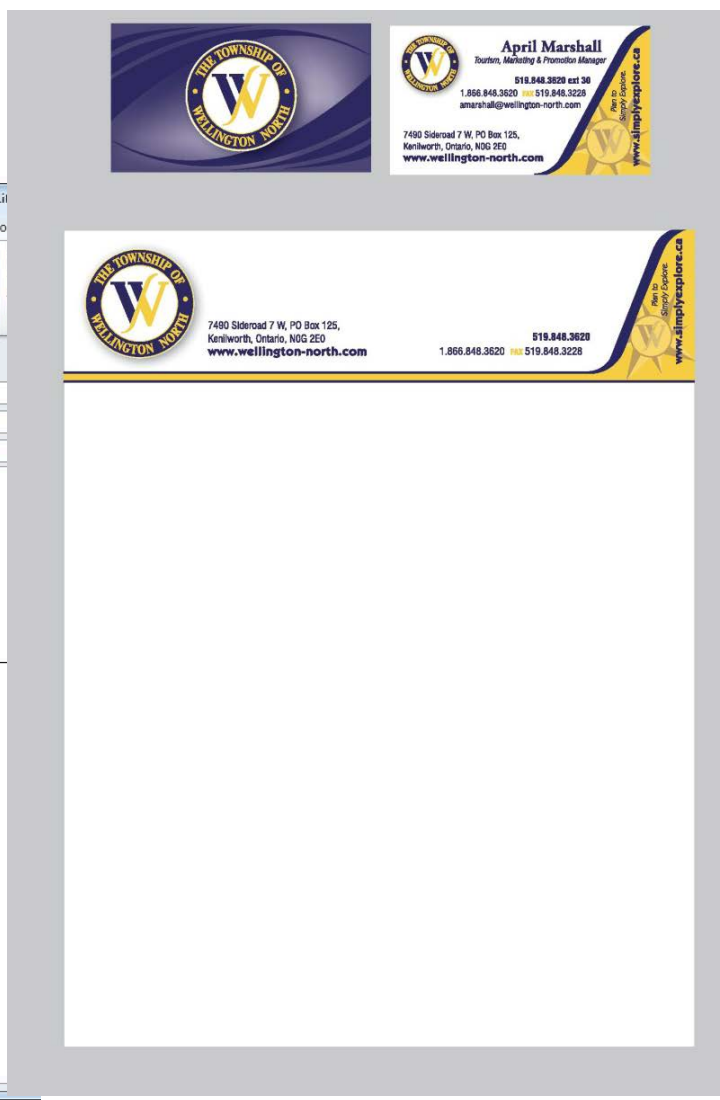 THE TOWNSHIP OF
WELLINGTON NORTH
THE TOWNSHIP OF
WELLINGTON NORTH
April Marshall
Tourism, Marketing & Promotion Manager
519.848.3620 ext 30
1.866.848.3620 FAX 519.848.3228
amarshall@wellington-north.com
7490 Sideroad 7 W, PO Box 125,
Kenilworth, Ontario, N0G 2E0
www.wellington-north.com
Plan to
Simply Explore.
www.simplyexplore.ca
THE TOWNSHIP OF
WELLINGTON NORTH
7490 Sideroad 7 W, PO Box 125,
Kenilworth, Ontario, N0G 2E0
www.wellington-north.com
519.848.3620
1.866.848.3620 FAX 519.848.3228
Plan to
Simply Explore.
www.simplyexplore.ca